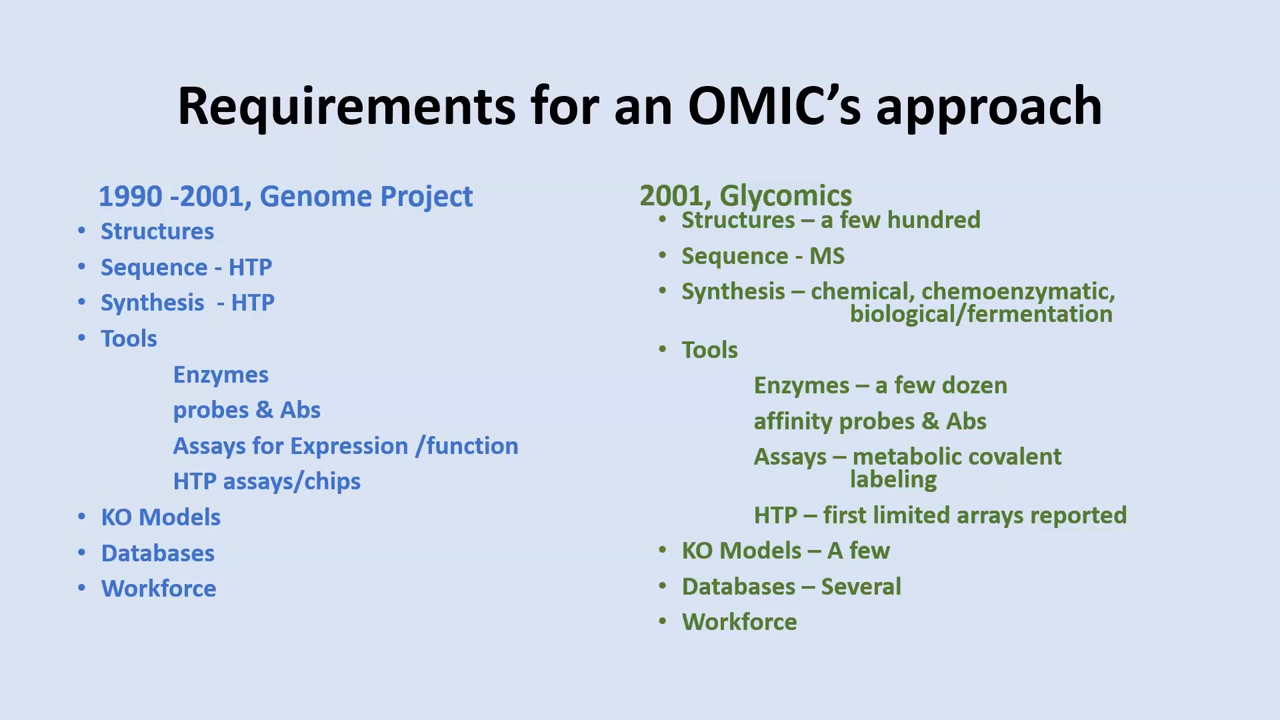 Requirements for an OMIC’s approach
1990 -2001, Genome Project
• Structures
• Sequence - HTP
• Synthesis - HTP
• Tools
Enzymes
probes & Abs
Assays for Expression /function
HTP assays/chips
• KO Models
• Databases
• Workforce
2001, Glycomics
• Structures – a few hundred
• Sequence - MS
• Synthesis – chemical, chemoenzymatic,
biological/fermentation
• Tools
Enzymes – a few dozen
affinity probes & Abs
Assays – metabolic covalent
labeling
HTP – first limited arrays reported
• KO Models – A few
• Databases – Several
• Workforce